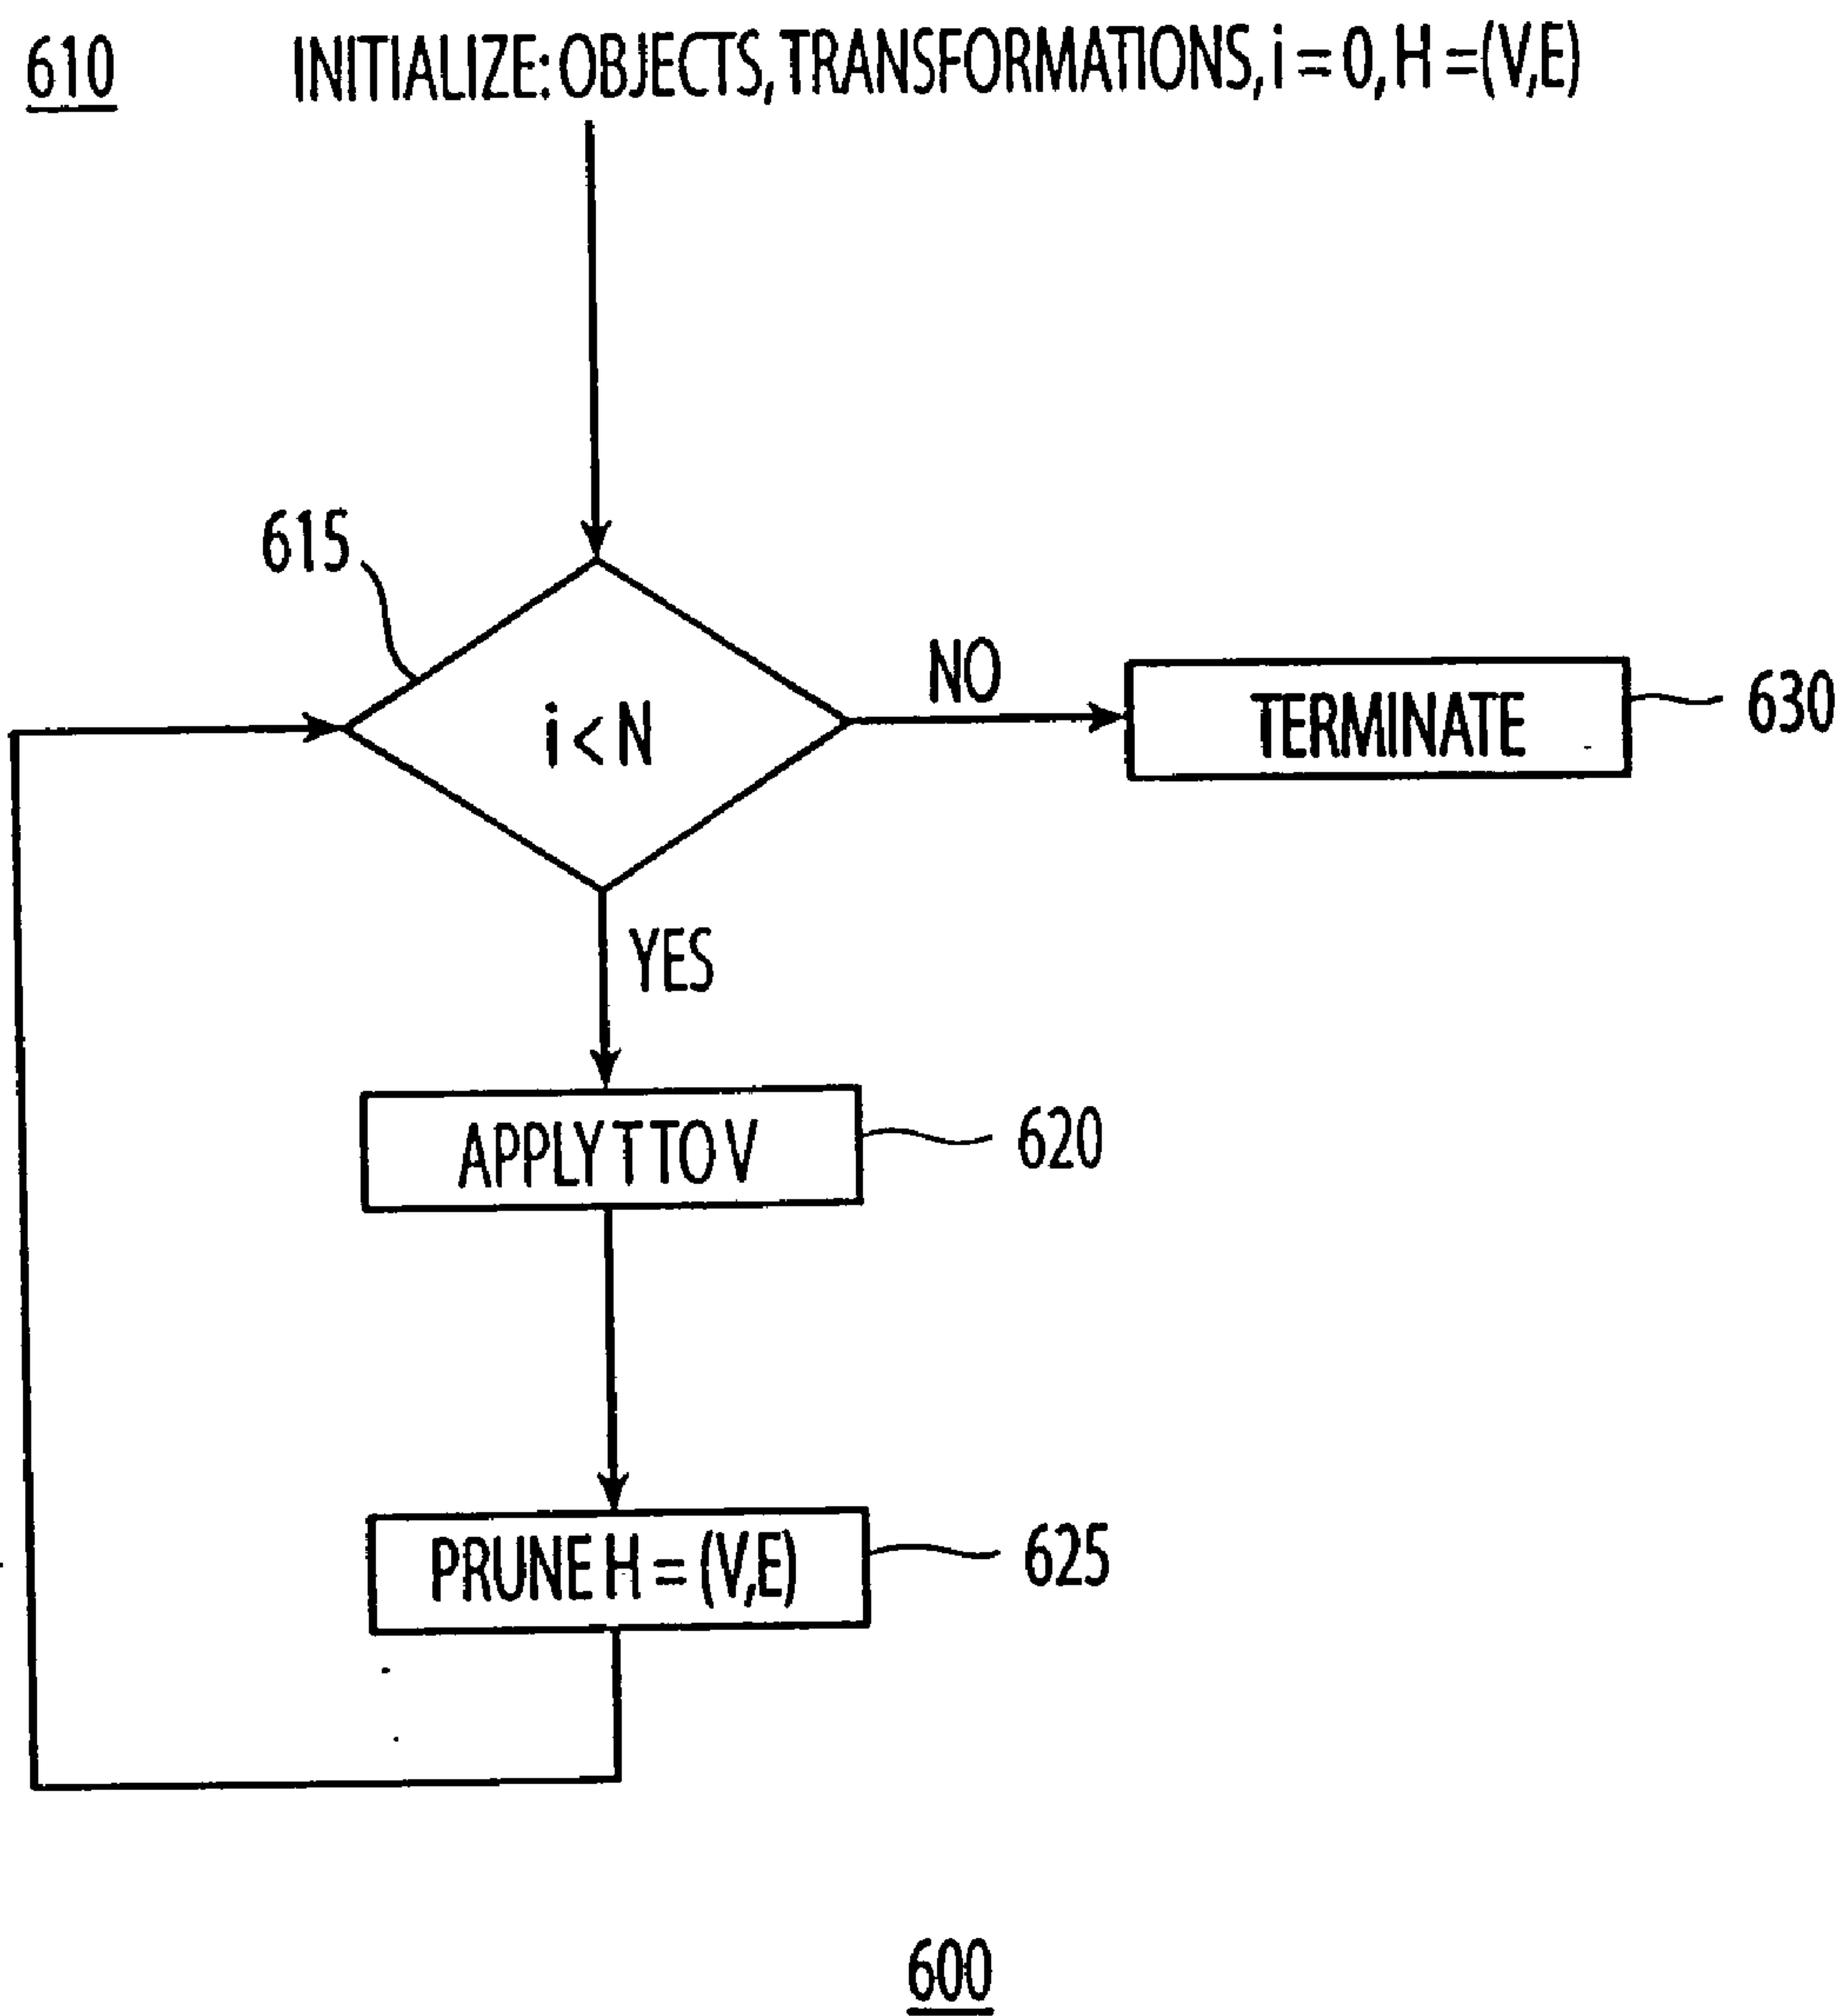 610
INITIALIZE: OBJECTS, TRANSFORMATIONS, i = 0, H = (V,E)
615
i < N
NO
TERMINATE
630
YES
APPLY T TO V
620
PRUNE H = (V,E)
625
600